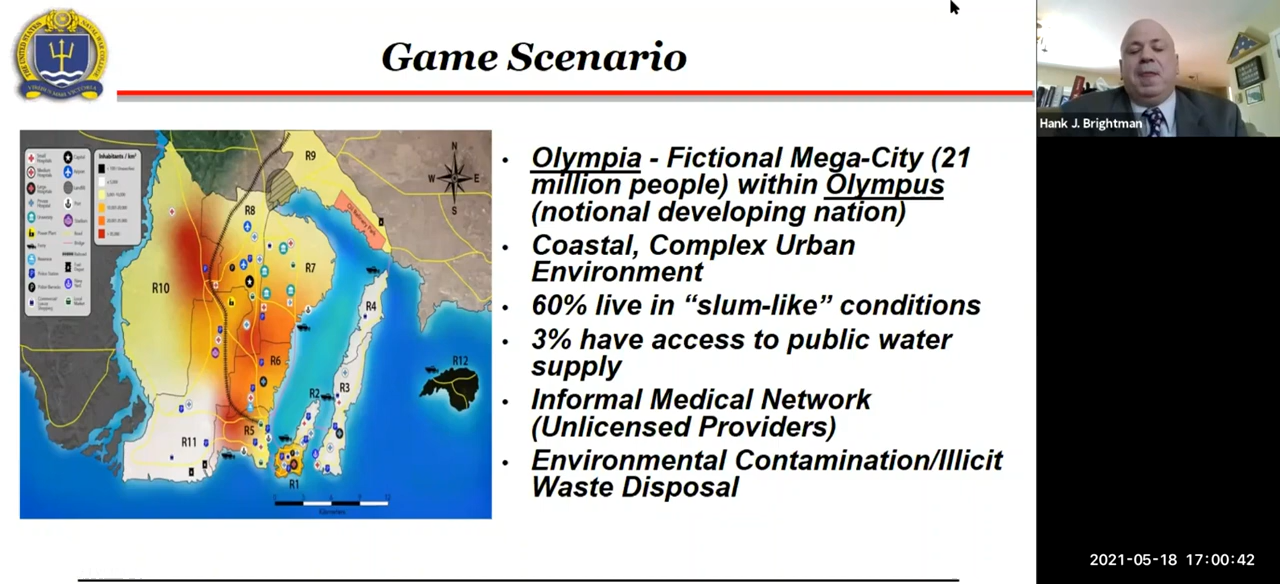 Game Scenario
Hank J. Brightman
Olympia - Fictional Mega-City (21
million people) within Olympus
(notional developing nation)
Coastal, Complex Urban
Environment
60% live in “slum-like” conditions
3% have access to public water
supply
Informal Medical Network
(Unlicensed Providers)
Environmental Contamination/Illicit
Waste Disposal
Inhabitants / km²
N
W
E
S
R9
R8
R7
R10
R4
R12
R6
R3
R2
R5
R11
R1
2021-05-18 17:00:42